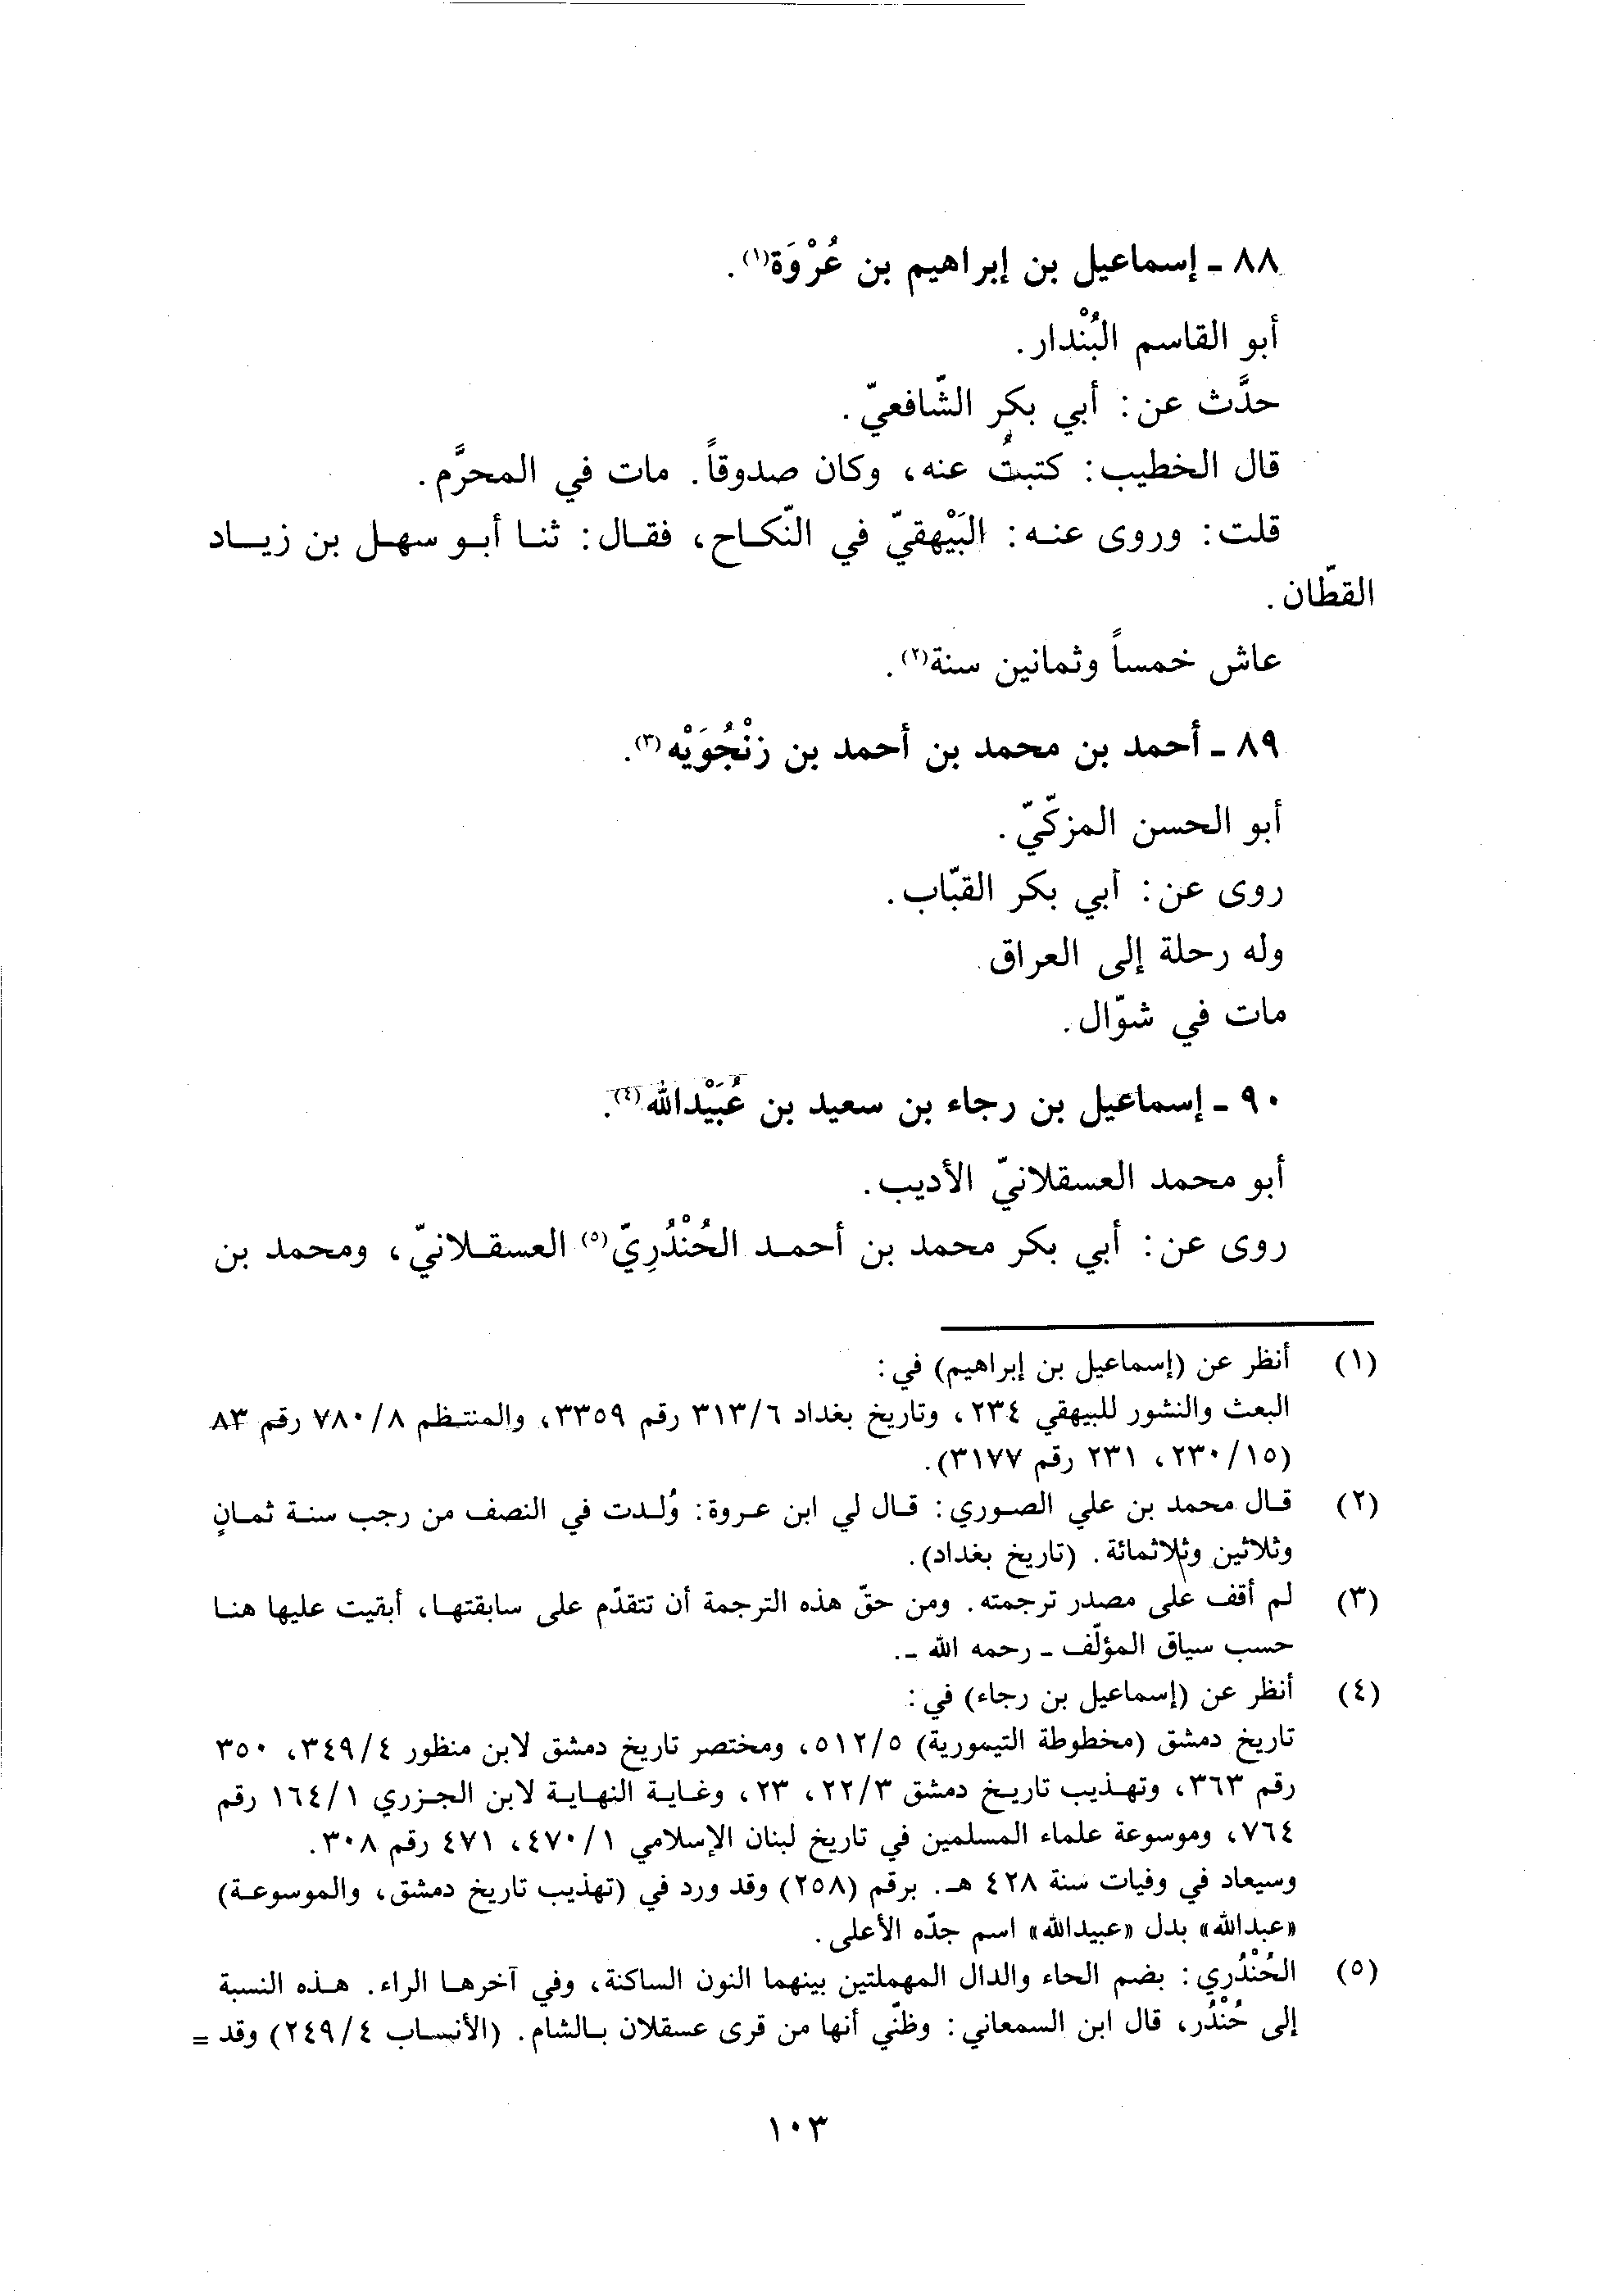 ٨٨ ـ إسماعيل بن إبراهيم بن عُرْوَة(١).
أبو القاسم البُنْدار.
حدَّث عن: أبي بكر الشّافعيّ.
قال الخطيب: كتبتُ عنه، وكان صدوقاً. مات في المحرَّم.
قلت: وروى عنه: البَيْهقيّ في النّكاح، فقال: ثنا أبو سهل بن زياد
القطّان.
عاش خمساً وثمانين سنة(٢).
٨٩ ـ أحمد بن محمد بن أحمد بن زنْجُوَيْه(٣).
أبو الحسن المزكّيّ.
روى عن: أبي بكر القبّاب.
وله رحلة إلى العراق
مات في شوّال.
٩٠ ـ إسماعيل بن رجاء بن سعيد بن عُبَيْدالله(٤).
أبو محمد العسقلانيّ الأديب.
روى عن: أبي بكر محمد بن أحمد الحُنْدُرِيّ(٥) العسقلانيّ، ومحمد بن
(١) أنظر عن (إسماعيل بن إبراهيم) في:
البعث والنشور للبيهقي ٢٣٤، وتاريخ بغداد ٣١٣/٦ رقم ٣٣٥٩، والمنتظم ٧٨٠/٨ رقم ٨٣
(٢٣٠/١٥، ٢٣١ رقم ٣١٧٧).
(٢) قال محمد بن علي الصوري: قال لي ابن عروة: وُلدت في النصف من رجب سنة ثمانٍ
وثلاثين وثلاثمائة. (تاريخ بغداد).
(٣) لم أقف على مصدر ترجمته. ومن حقّ هذه الترجمة أن تتقدّم على سابقتها، أبقيت عليها هنا
حسب سياق المؤلّف ـ رحمه الله ـ.
(٤) أنظر عن (إسماعيل بن رجاء) في:
تاريخ دمشق (مخطوطة التيمورية) ٥١٢/٥، ومختصر تاريخ دمشق لابن منظور ٣٤٩/٤، ٣٥٠
رقم ٣٦٣، وتهذيب تاريخ دمشق ٢٢/٣، ٢٣، وغاية النهاية لابن الجزري ١٦٤/١ رقم
٧٦٤، وموسوعة علماء المسلمين في تاريخ لبنان الإسلامي ٤٧٠/١، ٤٧١ رقم ٣٠٨.
وسيعاد في وفيات سنة ٤٢٨ هـ. برقم (٢٥٨) وقد ورد في (تهذيب تاريخ دمشق، والموسوعة)
«عبدالله» بدل «عبيدالله» اسم جدّه الأعلى.
(٥) الحُنْدُري: بضم الحاء والدال المهملتين بينهما النون الساكنة، وفي آخرها الراء. هذه النسبة
إلى حُنْدُر، قال ابن السمعاني: وظنّي أنها من قرى عسقلان بالشام. (الأنساب ٢٤٩/٤) وقد =
١٠٣